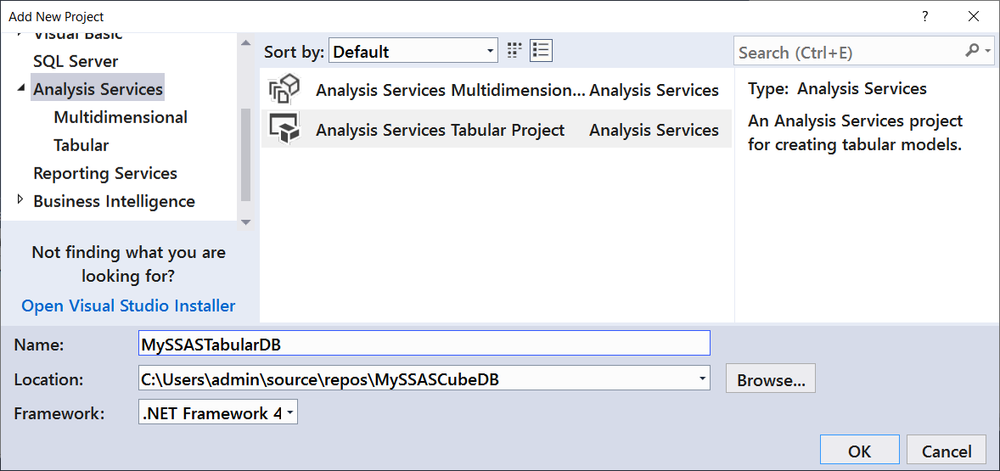 Add New Project
?
Visual Basic
SQL Server
Analysis Services
Multidimensional
Tabular
Reporting Services
Business Intelligence
Not finding what you are
looking for?
Open Visual Studio Installer
Sort by: Default
Analysis Services Multidimension... Analysis Services
Analysis Services Tabular Project Analysis Services
Search (Ctrl+E)
Type: Analysis Services
An Analysis Services project
for creating tabular models.
Name: MySSASTabularDB
Location: C:\Users\admin\source\repos\MySSASCubeDB
Browse...
Framework: .NET Framework 4
OK Cancel